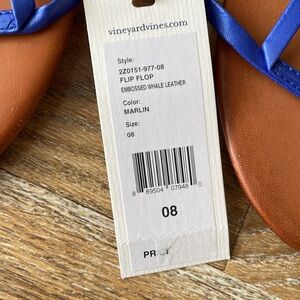 vineyardvines.com
Style:
2Z0151-977-08
FLIP FLOP
EMBOSSED WHALE LEATHER
Color:
MARLIN
Size:
08
8 89504 07948 0
08